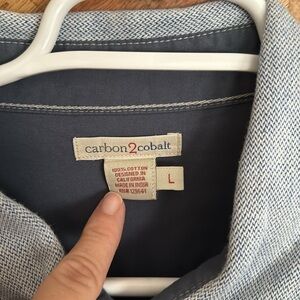 carbon2cobalt
100% COTTON
DESIGNED IN
CALIFORNIA
MADE IN INDIA
L